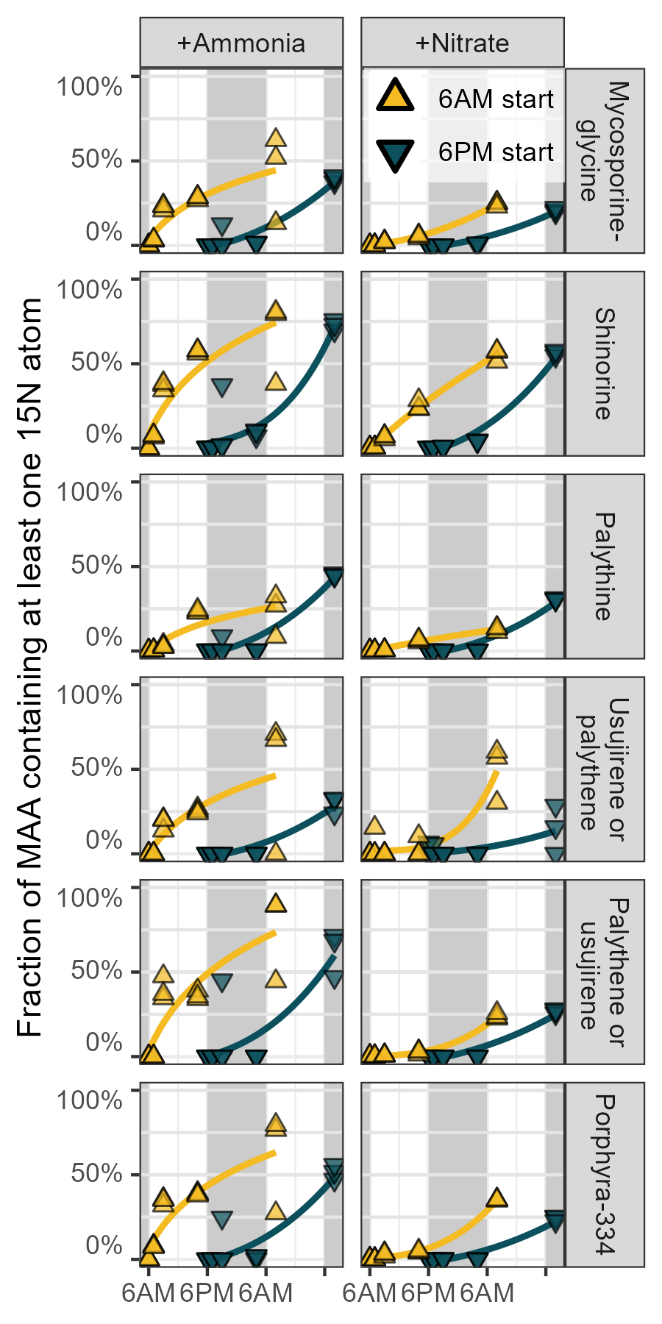 +Ammonia
+Nitrate
6AM start
6PM start
Fraction of MAA containing at least one 15N atom
100%
50%
0%
Mycosporine-
glycine
100%
50%
0%
Shinorine
100%
50%
0%
Palythine
100%
50%
0%
Usujirene or
palythene
100%
50%
0%
Palythene or
usujirene
100%
50%
0%
Porphyra-334
6AM 6PM 6AM
6AM 6PM 6AM